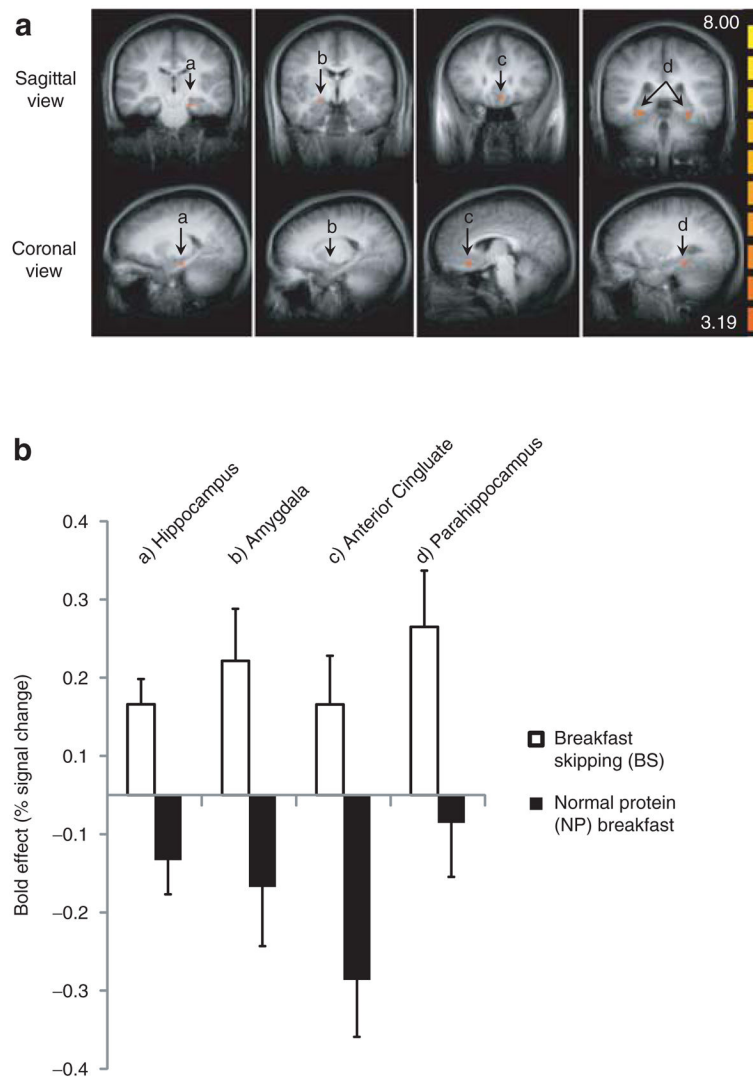 a
8.00
Sagittal
view
a
b
c
d
Coronal
view
a
b
c
d
3.19
b
a) Hippocampus
b) Amygdala
c) Anterior Cingluate
d) Parahippocampus
Bold effect (% signal change)
0.4
0.3
0.2
0.1
−0.1
−0.2
−0.3
−0.4
Breakfast
skipping (BS)
Normal protein
(NP) breakfast